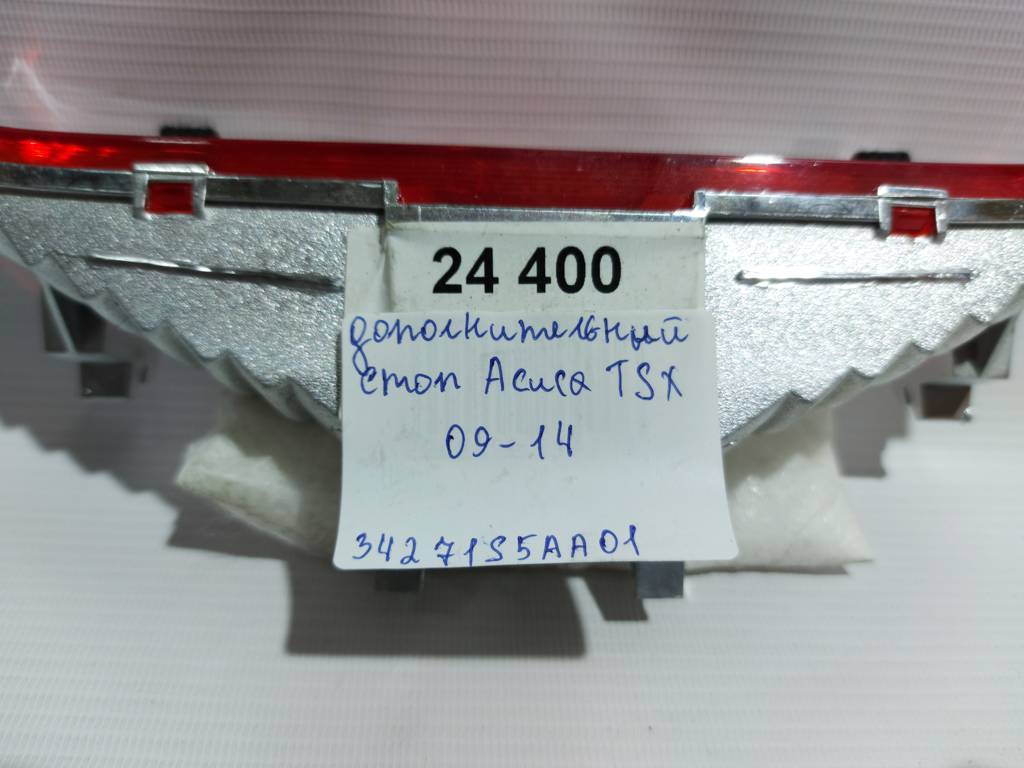 24 400
дополнительный
стоп Acura TSX
09-14
34271S5AA01